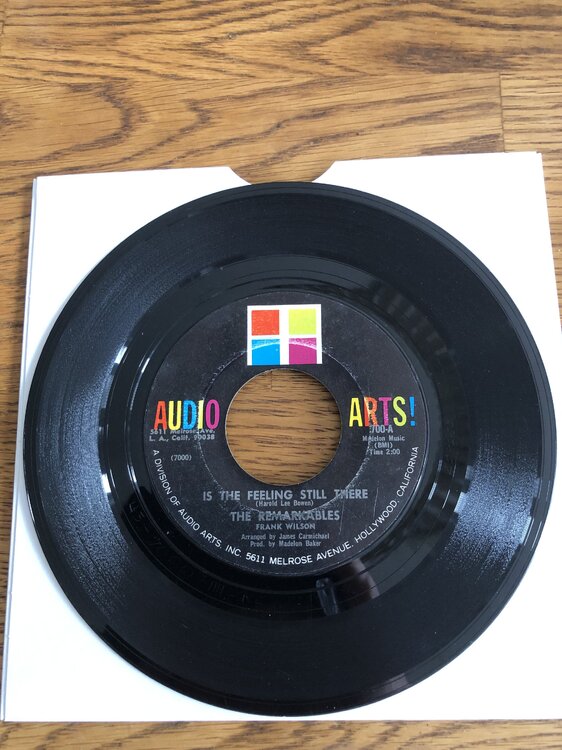 AUDIO ARTS!
5611 Melrose Ave.
L. A., Calif. 90038
(7000)
700-A
Madelon Music
(BMI)
Time 2:00
IS THE FEELING STILL THERE
(Harold Lee Bowen)
THE REMARKABLES
FRANK WILSON
Arranged by James Carmichael
Prod. by Madelon Baker
A DIVISION OF AUDIO ARTS, INC. 5611 MELROSE AVENUE, HOLLYWOOD, CALIFORNIA